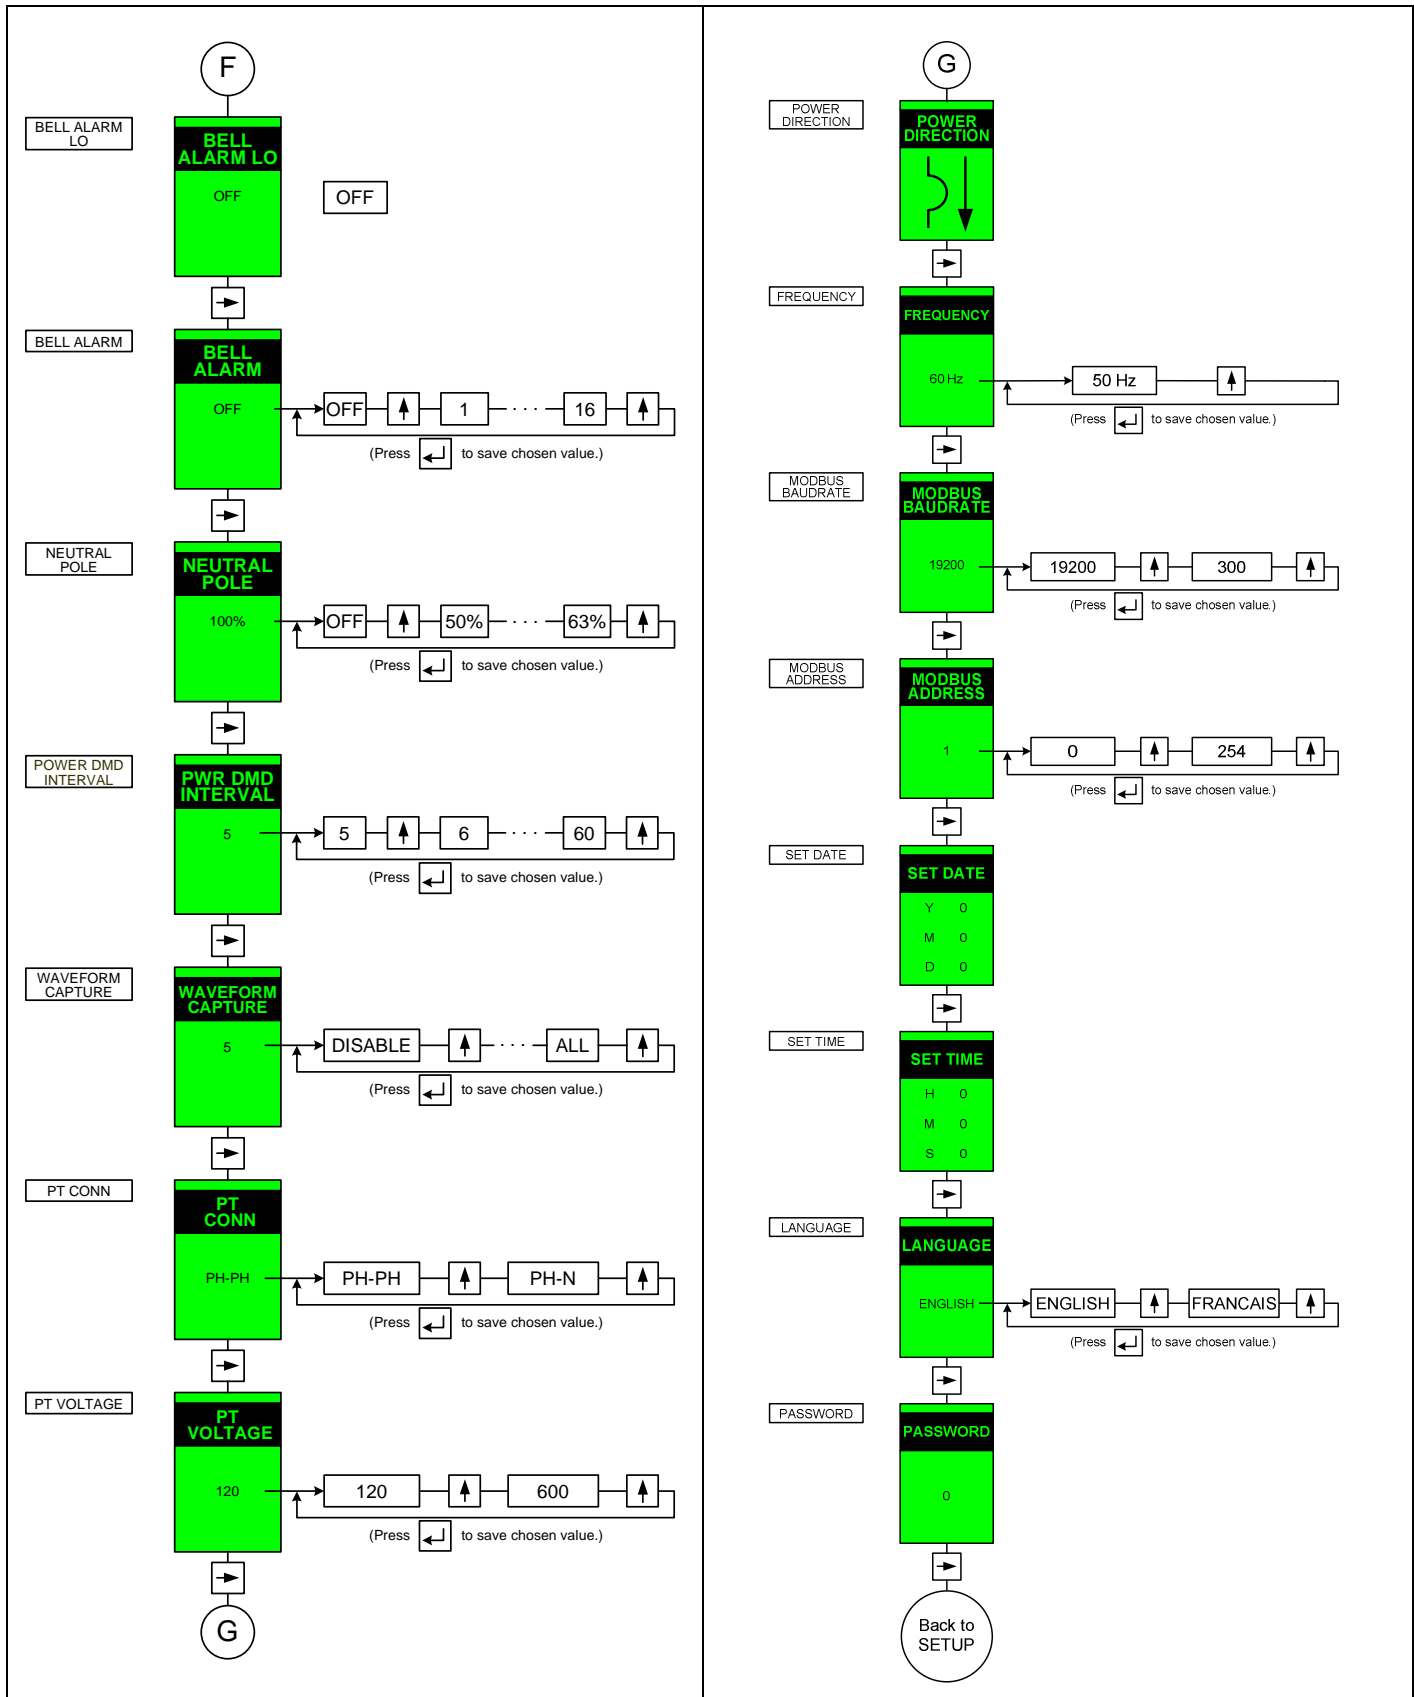 F
BELL ALARM
LO
BELL
ALARM LO
OFF
OFF
BELL ALARM
BELL
ALARM
OFF
OFF
1
· · · ·
16
(Press to save chosen value.)
NEUTRAL
POLE
NEUTRAL
POLE
100%
OFF
50%
· · · ·
63%
(Press to save chosen value.)
POWER DMD
INTERVAL
PWR DMD
INTERVAL
5
5
6
· · · ·
60
(Press to save chosen value.)
WAVEFORM
CAPTURE
WAVEFORM
CAPTURE
5
DISABLE
· · · ·
ALL
(Press to save chosen value.)
PT CONN
PT
CONN
PH-PH
PH-PH
PH-N
(Press to save chosen value.)
PT VOLTAGE
PT
VOLTAGE
120
120
600
(Press to save chosen value.)
G
G
POWER
DIRECTION
POWER
DIRECTION
FREQUENCY
FREQUENCY
60 Hz
50 Hz
(Press to save chosen value.)
MODBUS
BAUDRATE
MODBUS
BAUDRATE
19200
19200
300
(Press to save chosen value.)
MODBUS
ADDRESS
MODBUS
ADDRESS
1
0
254
(Press to save chosen value.)
SET DATE
SET DATE
Y 0
M 0
D 0
SET TIME
SET TIME
H 0
M 0
S 0
LANGUAGE
LANGUAGE
ENGLISH
ENGLISH
FRANCAIS
(Press to save chosen value.)
PASSWORD
PASSWORD
0
Back to
SETUP